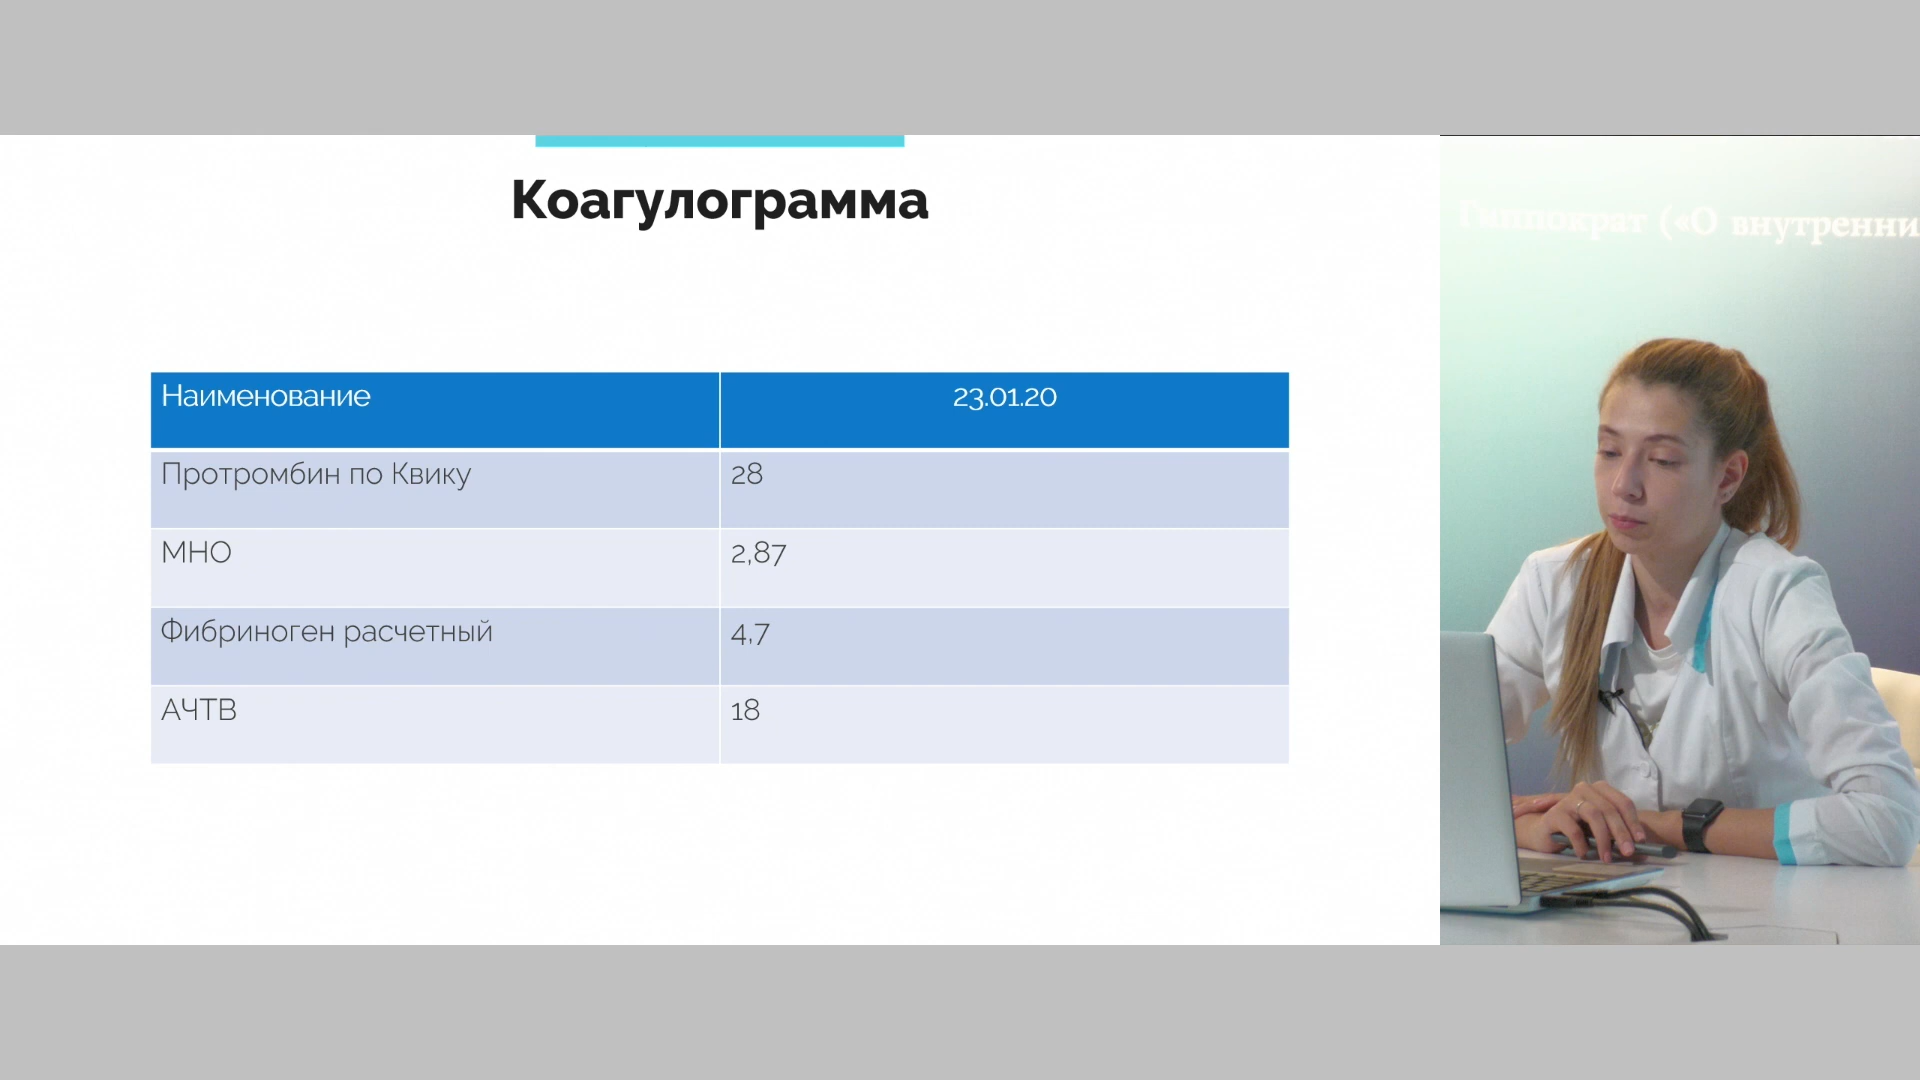 Коагулограмма
Наименование 23.01.20
Протромбин по Квику 28
МНО 2,87
Фибриноген расчетный 4,7
АЧТВ 18
Гиппократ («О внутренни